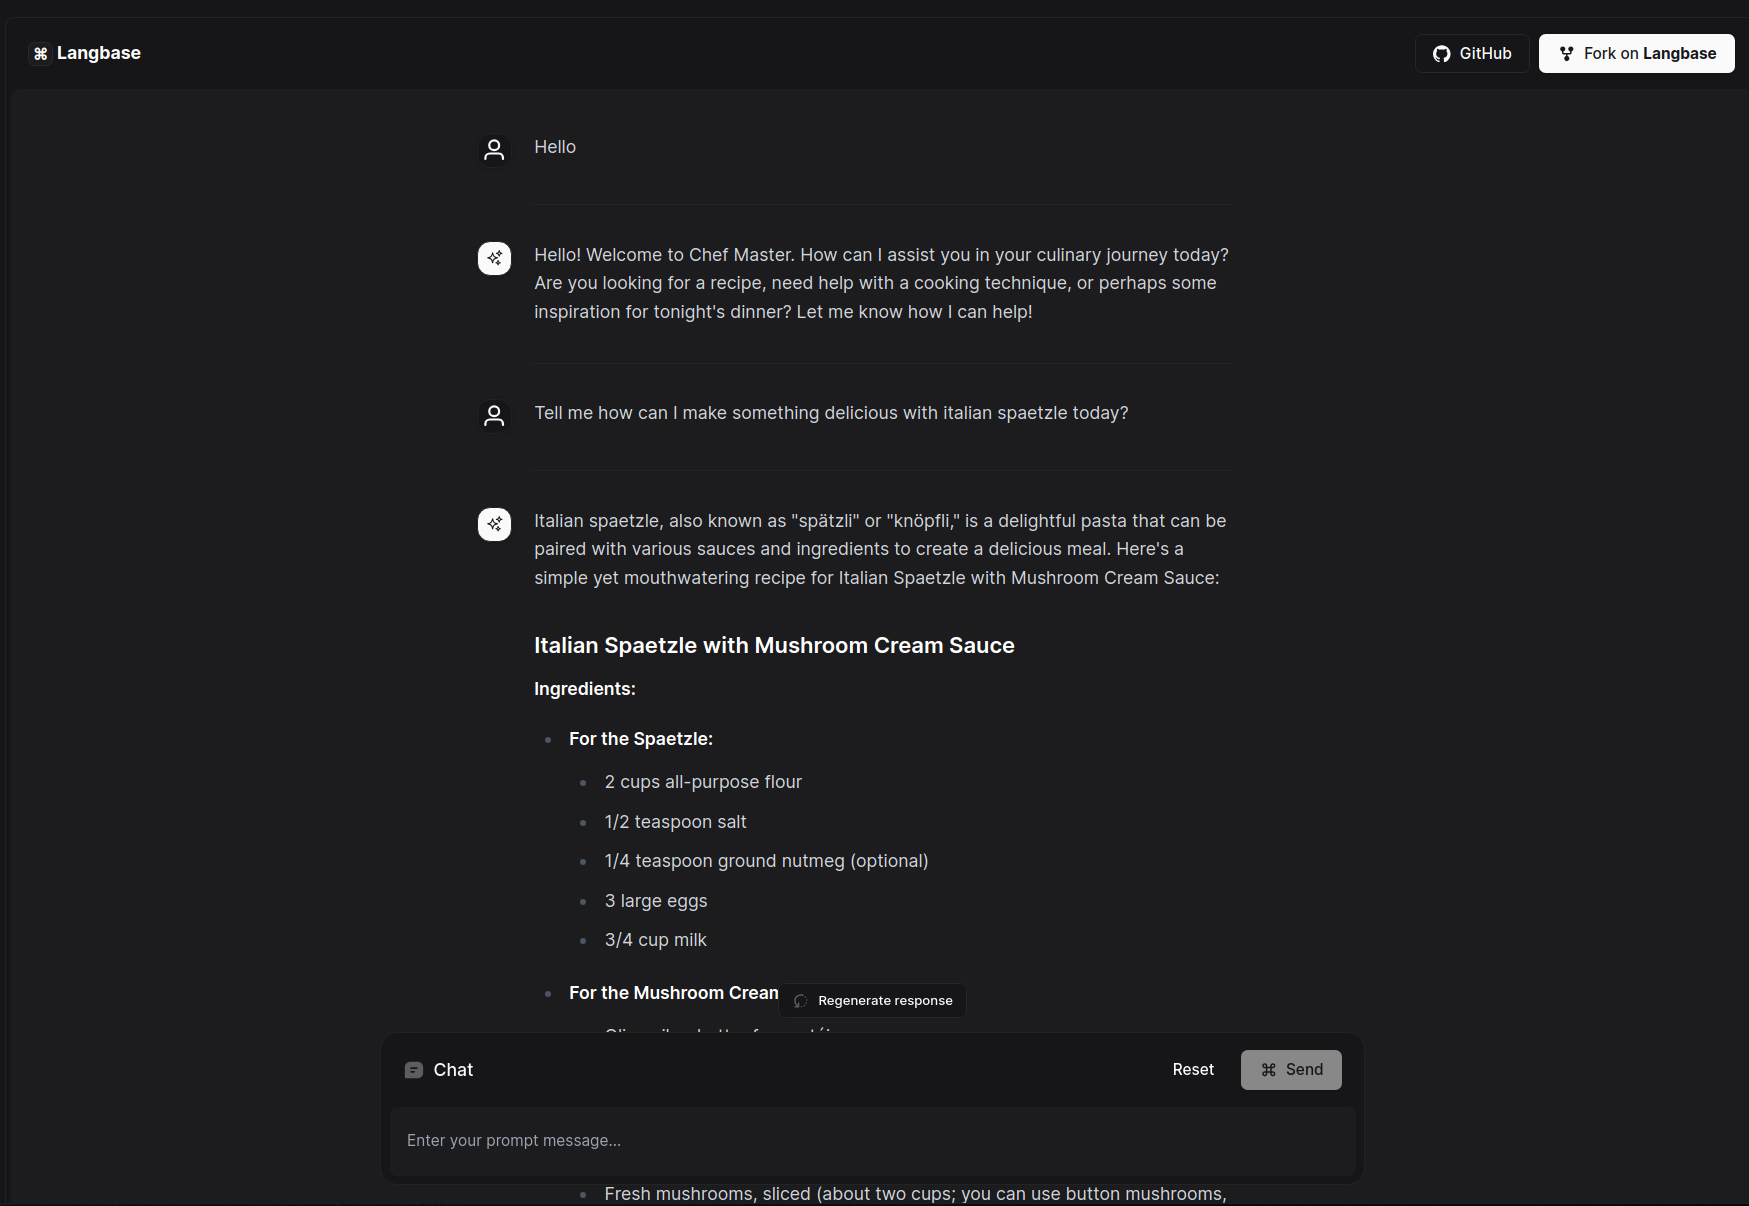 Langbase
GitHub
Fork on Langbase
Hello
Hello! Welcome to Chef Master. How can I assist you in your culinary journey today?
Are you looking for a recipe, need help with a cooking technique, or perhaps some
inspiration for tonight's dinner? Let me know how I can help!
Tell me how can I make something delicious with italian spaetzle today?
Italian spaetzle, also known as "spätzli" or "knöpfli," is a delightful pasta that can be
paired with various sauces and ingredients to create a delicious meal. Here's a
simple yet mouthwatering recipe for Italian Spaetzle with Mushroom Cream Sauce:
Italian Spaetzle with Mushroom Cream Sauce
Ingredients:
For the Spaetzle:
2 cups all-purpose flour
1/2 teaspoon salt
1/4 teaspoon ground nutmeg (optional)
3 large eggs
3/4 cup milk
For the Mushroom Cream
Regenerate response
Chat
Reset
Send
Enter your prompt message...
Fresh mushrooms, sliced (about two cups; you can use button mushrooms,